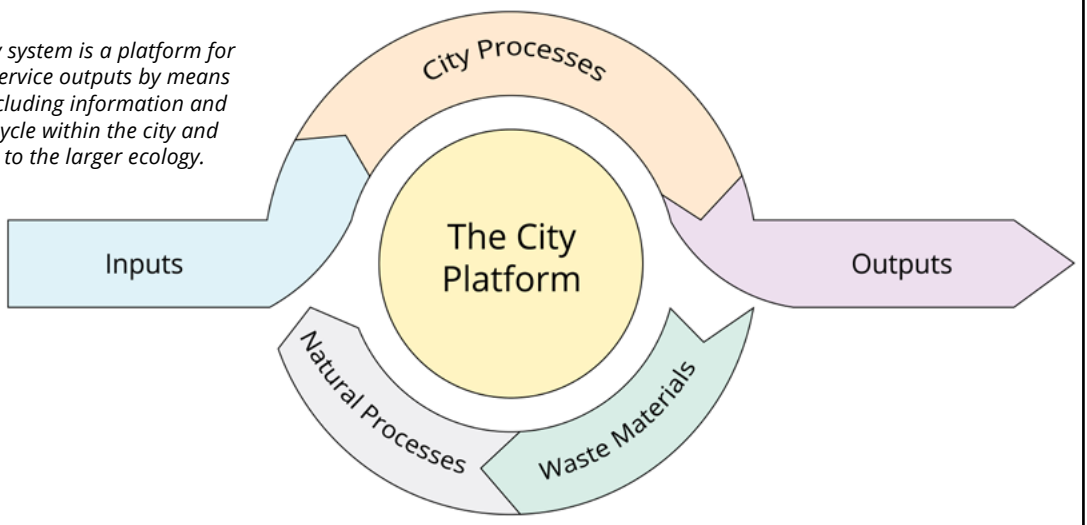 system is a platform for
service outputs by means
cluding information and
ycle within the city and
to the larger ecology.
City Processes
The City
Platform
Inputs
Outputs
Natural Processes
Waste Materials